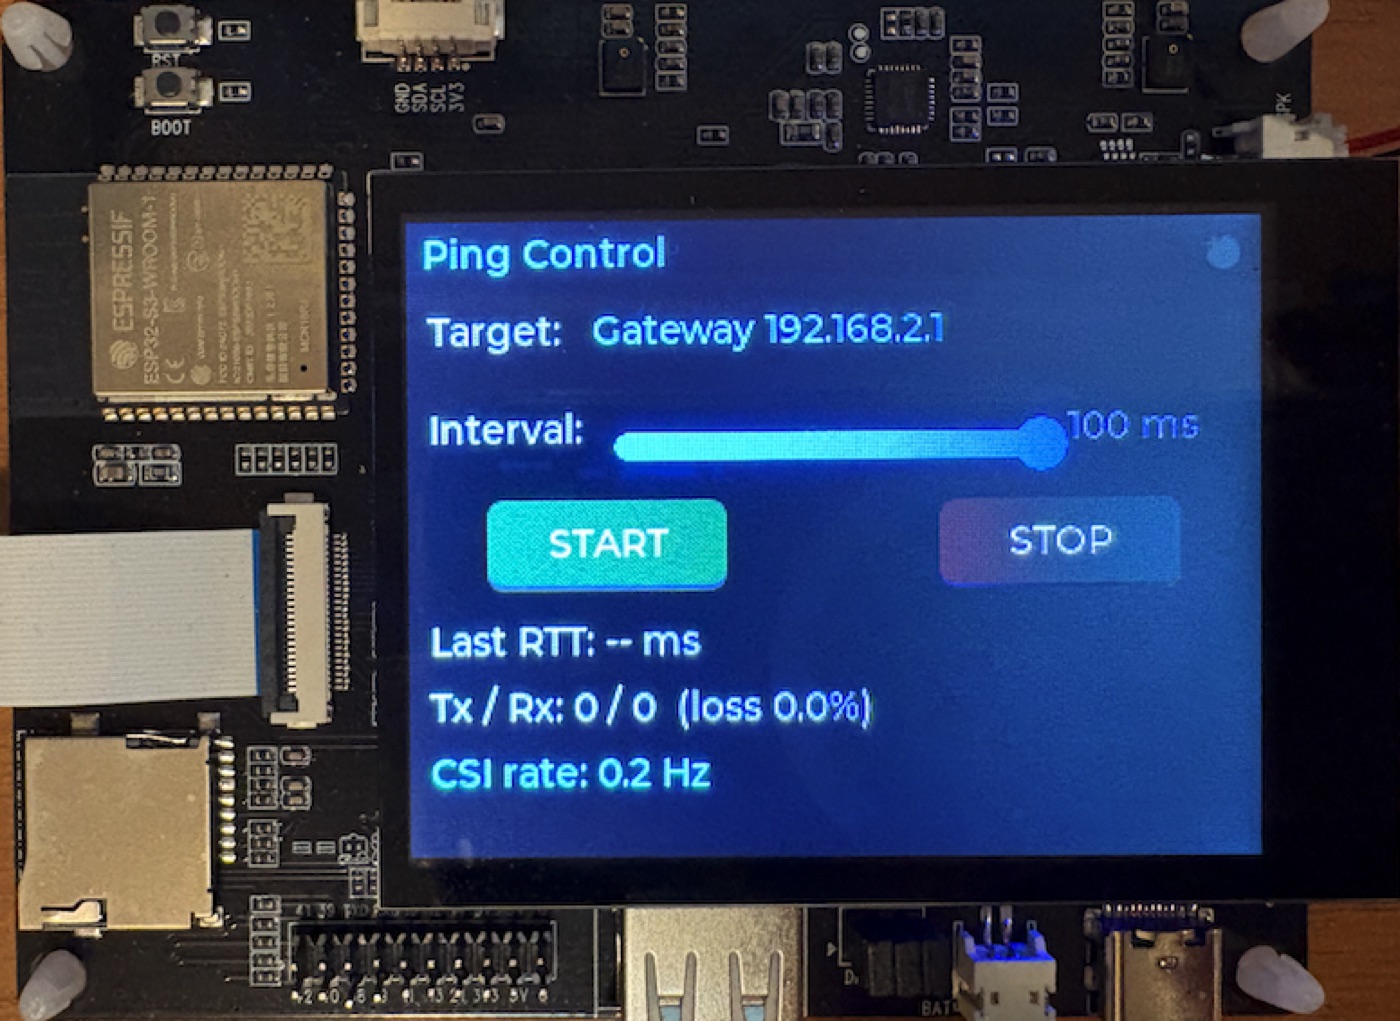 RST
BOOT
GND
SDA
SCL
3V3
ESPRESSIF
ESP32-S3-WROOM-1
CE
Ping Control
Target: Gateway 192.168.2.1
Interval: 100 ms
START STOP
Last RTT: -- ms
Tx / Rx: 0 / 0 (loss 0.0%)
CSI rate: 0.2 Hz
BAT